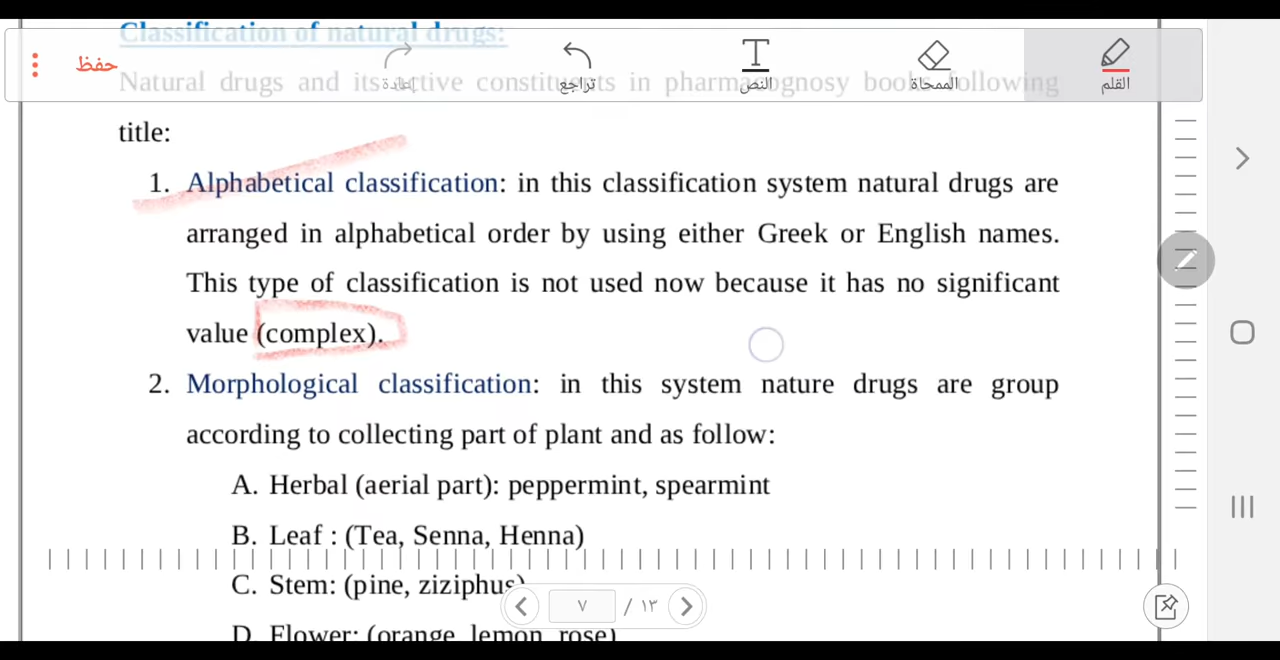 Classification of natural drugs:
حفظ
إعادة
تراجع
النص
الممحاة
القلم
Natural drugs and its active constituents in pharmacognosy books following
title:
1. Alphabetical classification: in this classification system natural drugs are
arranged in alphabetical order by using either Greek or English names.
This type of classification is not used now because it has no significant
value (complex).
2. Morphological classification: in this system nature drugs are group
according to collecting part of plant and as follow:
A. Herbal (aerial part): peppermint, spearmint
B. Leaf : (Tea, Senna, Henna)
C. Stem: (pine, ziziphus)
٧ / ١٣
D. Flower: (orange, lemon, rose)